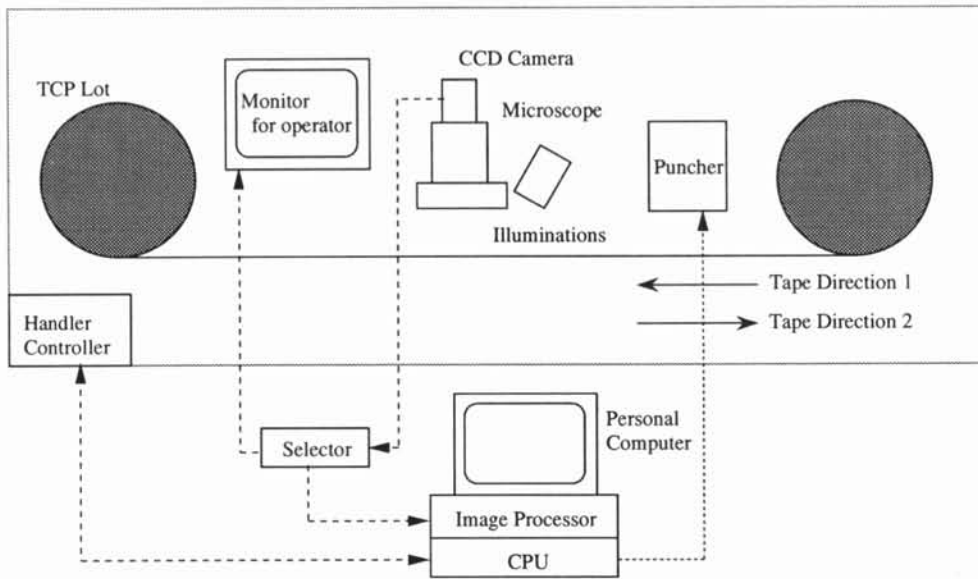 CCD Camera
TCP Lot
Monitor
for operator
Microscope
Puncher
Illuminations
Tape Direction 1
Tape Direction 2
Handler
Controller
Personal
Computer
Selector
Image Processor
CPU